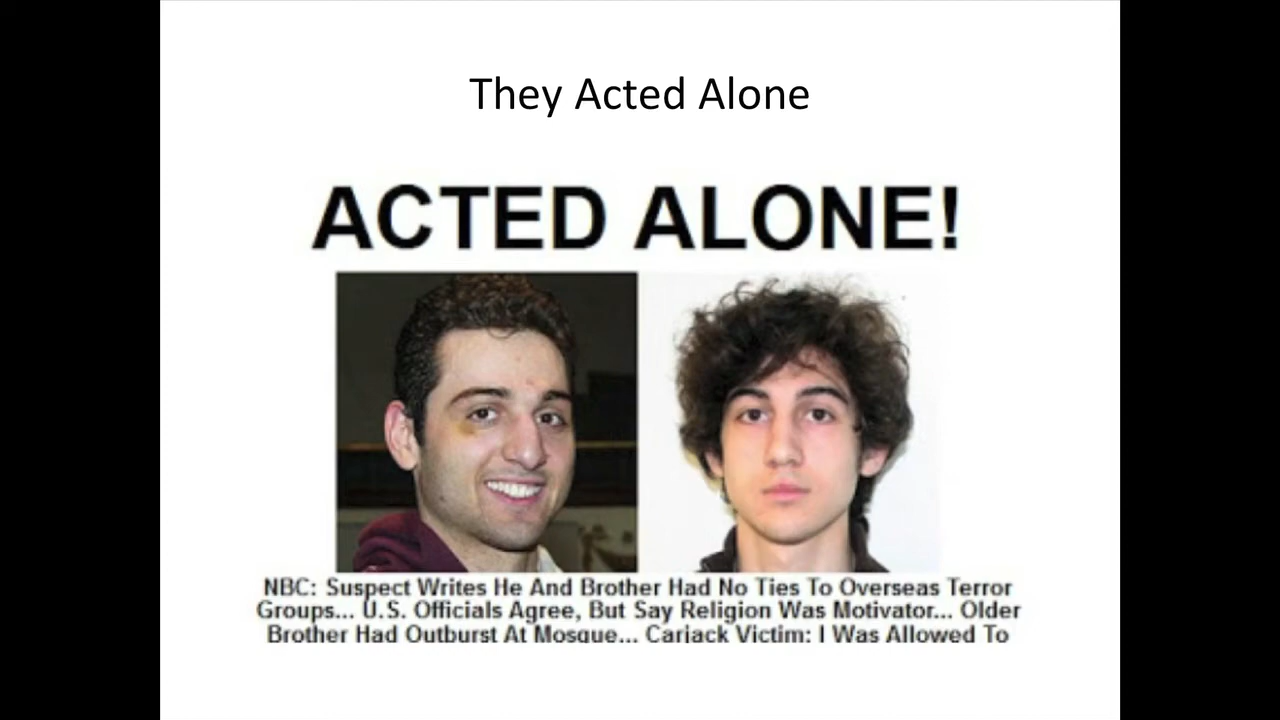 They Acted Alone
ACTED ALONE!
NBC: Suspect Writes He And Brother Had No Ties To Overseas Terror
Groups... U.S. Officials Agree, But Say Religion Was Motivator... Older
Brother Had Outburst At Mosque... Carjack Victim: I Was Allowed To